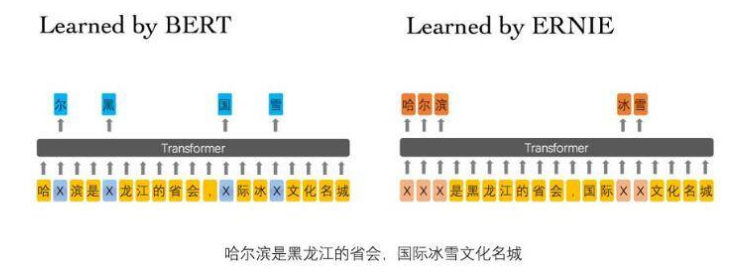 Learned by BERT
Learned by ERNIE
尔 黑 国 雪
哈 尔 滨 冰 雪
Transformer
Transformer
哈 X 滨 是 X 龙 江 的 省 会 , X 际 冰 X 文 化 名 城
X X X 是 黑 龙 江 的 省 会 , 国 际 X X 文 化 名 城
哈尔滨是黑龙江的省会，国际冰雪文化名城